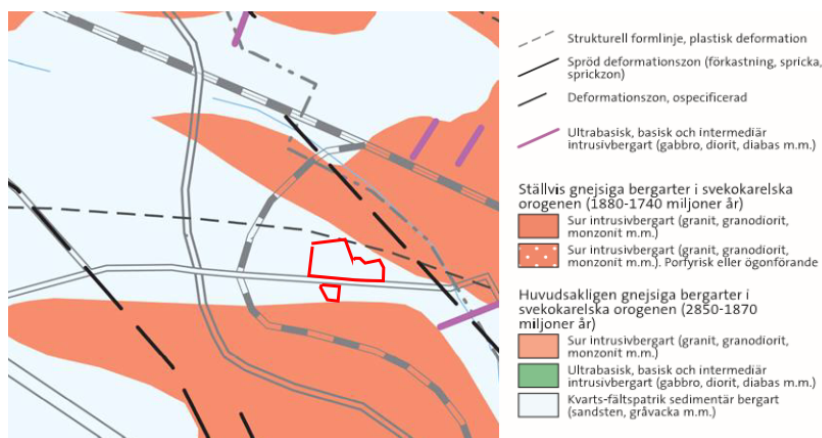 Strukturell formlinje, plastisk deformation
Spröd deformationszon (förkastning, spricka,
sprickzon)
Deformationszon, ospecificerad
Ultrabasisk, basisk och intermediär
intrusivbergart (gabbro, diorit, diabas m.m.)
Ställvis gnejsiga bergarter i svekokarelska
orogenen (1880-1740 miljoner år)
Sur intrusivbergart (granit, granodiorit,
monzonit m.m.)
Sur intrusivbergart (granit, granodiorit,
monzonit m.m.). Porfyrisk eller ögonförande
Huvudsakligen gnejsiga bergarter i
svekokarelska orogenen (2850-1870
miljoner år)
Sur intrusivbergart (granit, granodiorit,
monzonit m.m.)
Ultrabasisk, basisk och intermediär
intrusivbergart (gabbro, diorit, diabas m.m.)
Kvarts-fältspatrik sedimentär bergart
(sandsten, gråvacka m.m.)